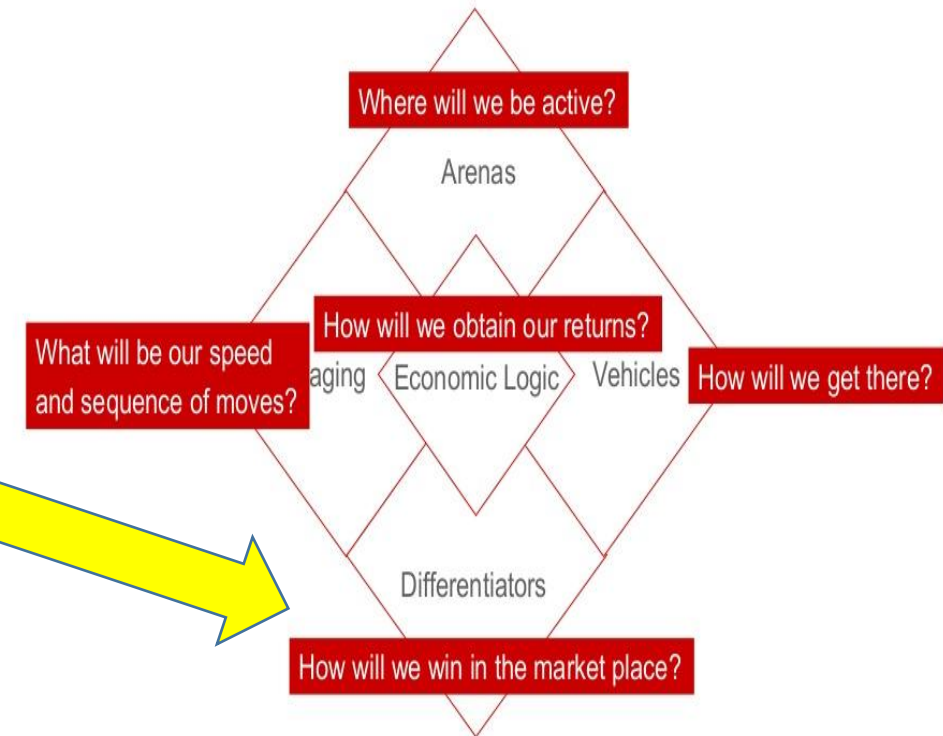 Where will we be active?
Arenas
How will we obtain our returns?
What will be our speed
and sequence of moves?
aging
Economic Logic
Vehicles
How will we get there?
Differentiators
How will we win in the market place?